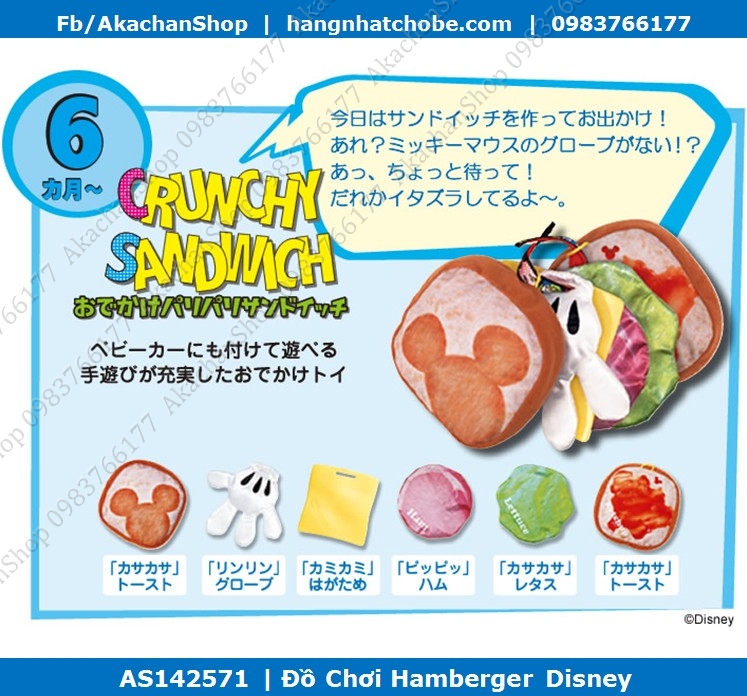 Fb/AkachanShop | hangnhatchobe.com | 0983766177
6
カ月～
今日はサンドイッチを作ってお出かけ！
あれ？ミッキーマウスのグローブがない！？
あっ、ちょっと待って！
だれかイタズラしてるよ～。
CRUNCHY
SANDWICH
おでかけパリパリサンドイッチ
ベビーカーにも付けて遊べる
手遊びが充実したおでかけトイ
Ham
Lettuce
「カサカサ」
トースト
「リンリン」
グローブ
「カミカミ」
はがため
「ピッピッ」
ハム
「カサカサ」
レタス
「カサカサ」
トースト
©Disney
AS142571 | Đồ Chơi Hamberger Disney
AkachanShop 0983766177